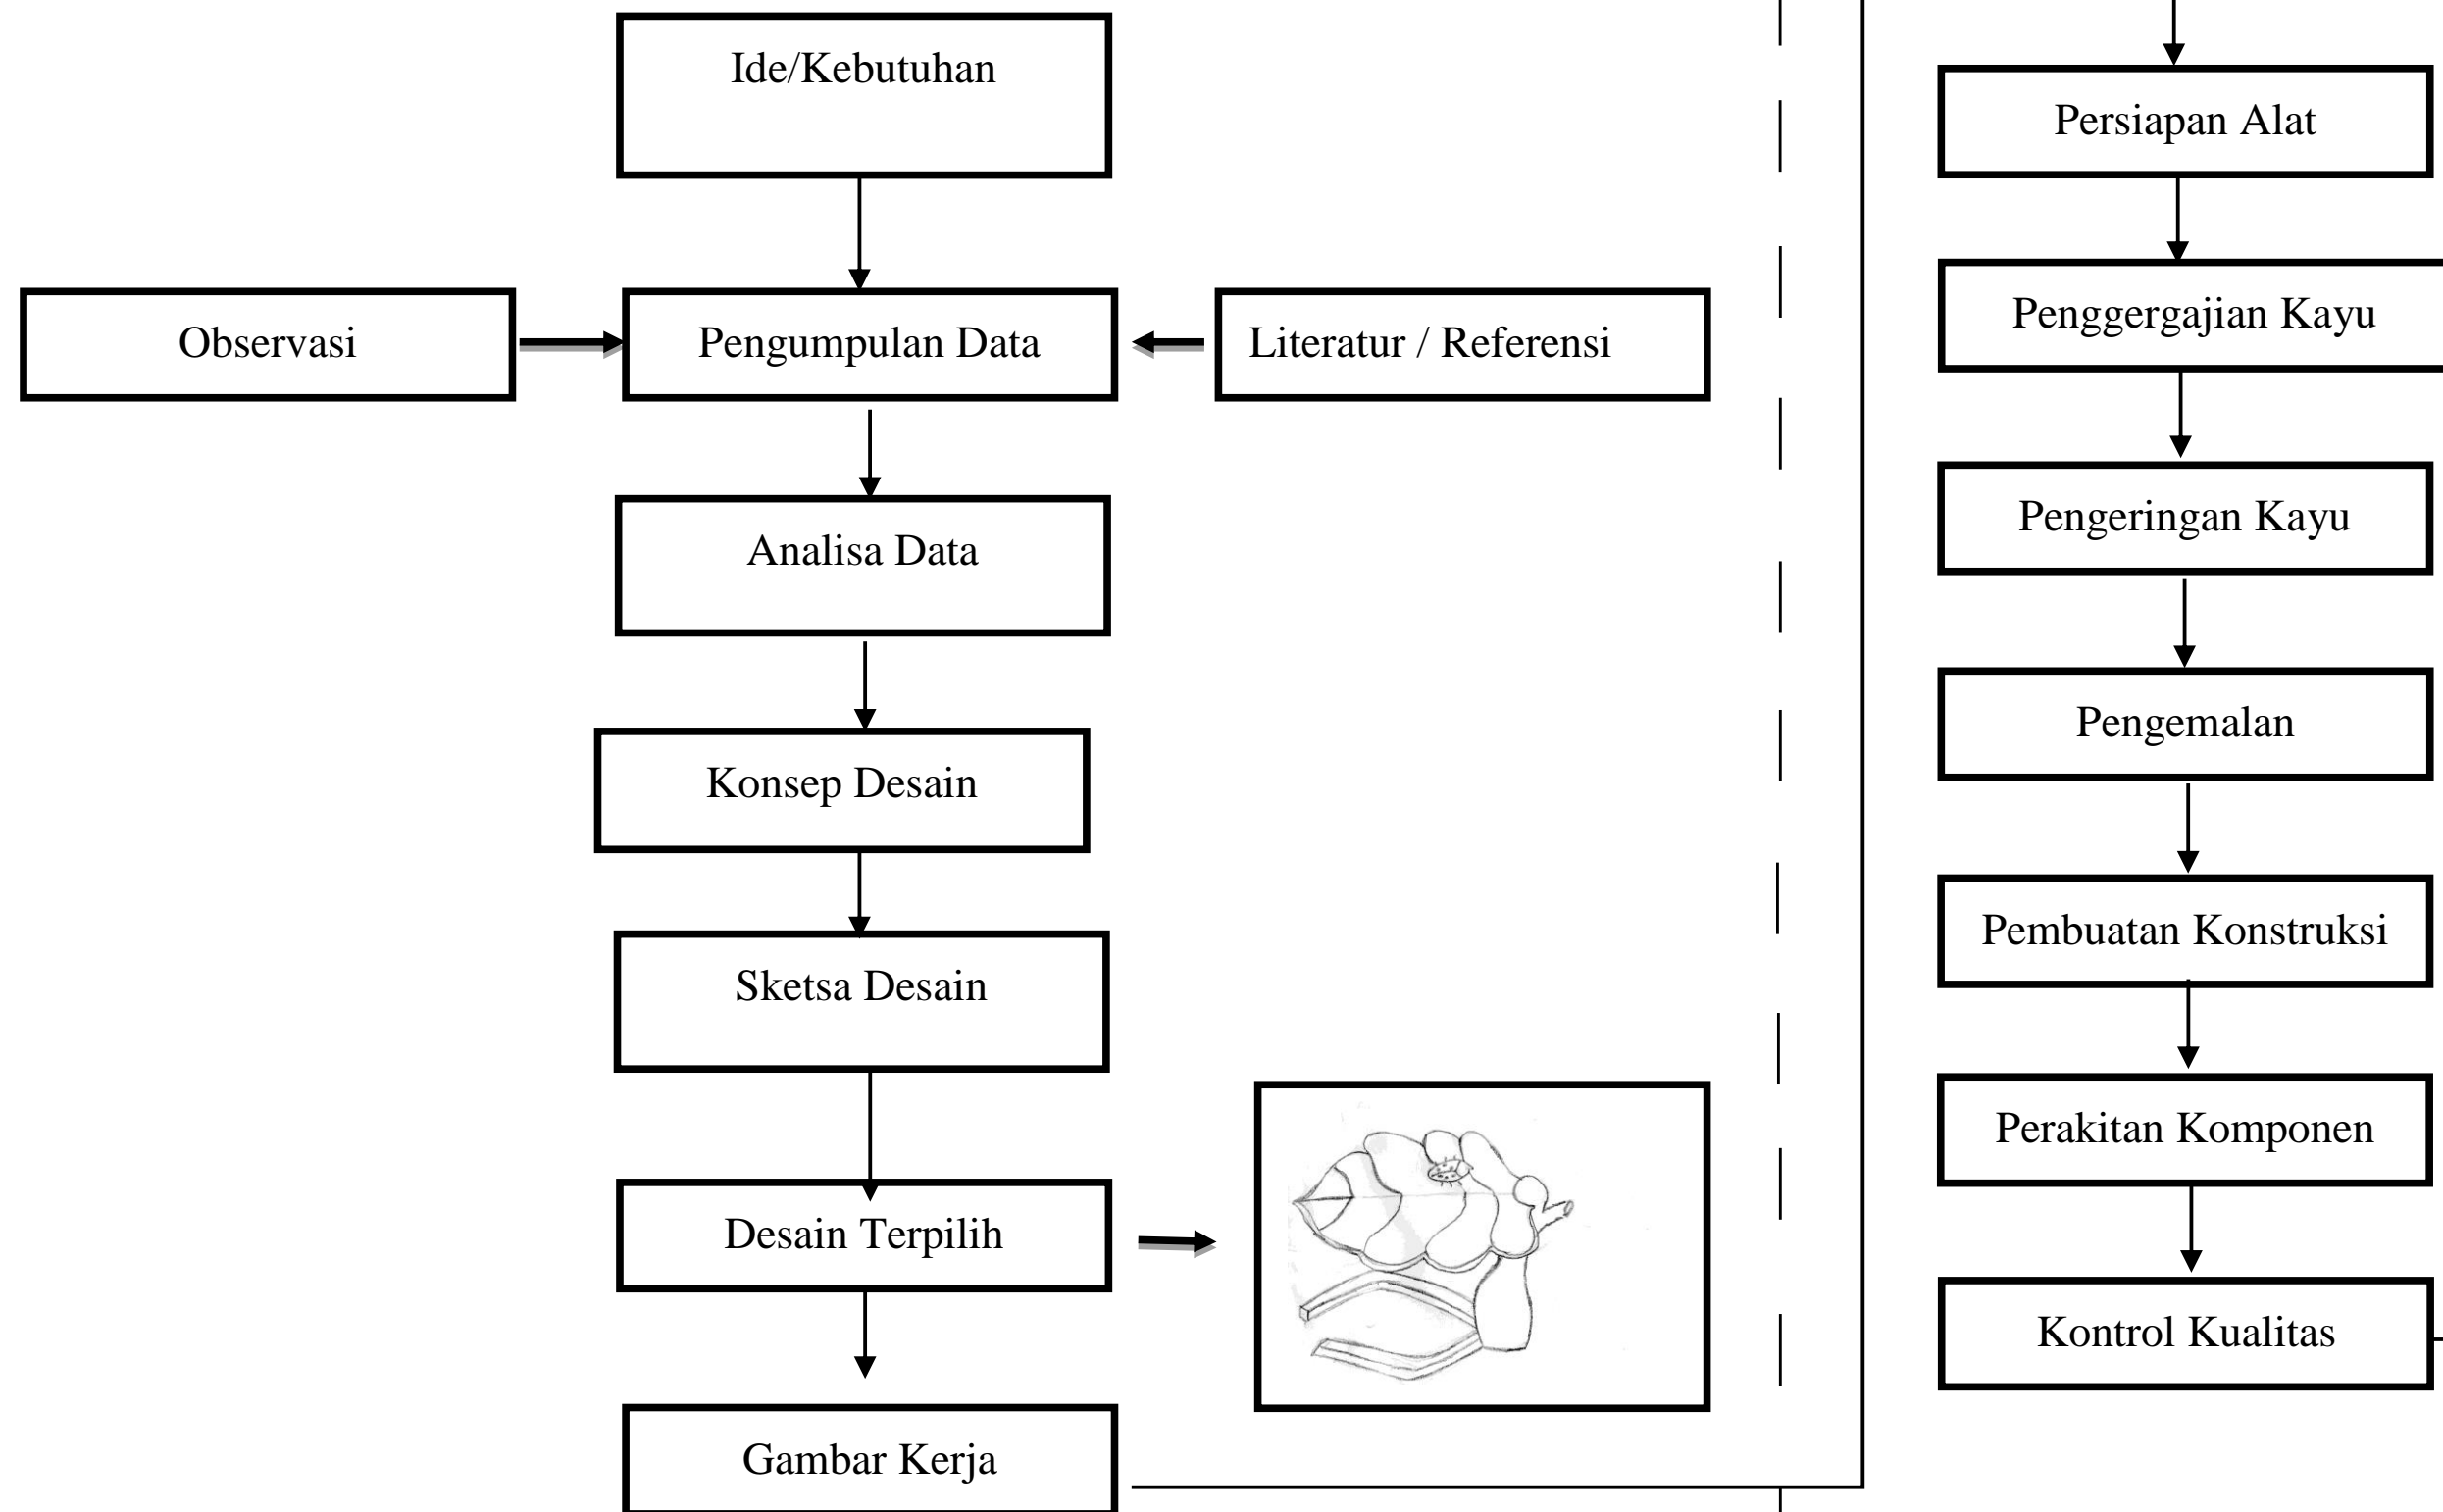 Ide/Kebutuhan
Observasi
Pengumpulan Data
Literatur / Referensi
Analisa Data
Konsep Desain
Sketsa Desain
Desain Terpilih
Gambar Kerja
Persiapan Alat
Penggergajian Kayu
Pengeringan Kayu
Pengemalan
Pembuatan Konstruksi
Perakitan Komponen
Kontrol Kualitas